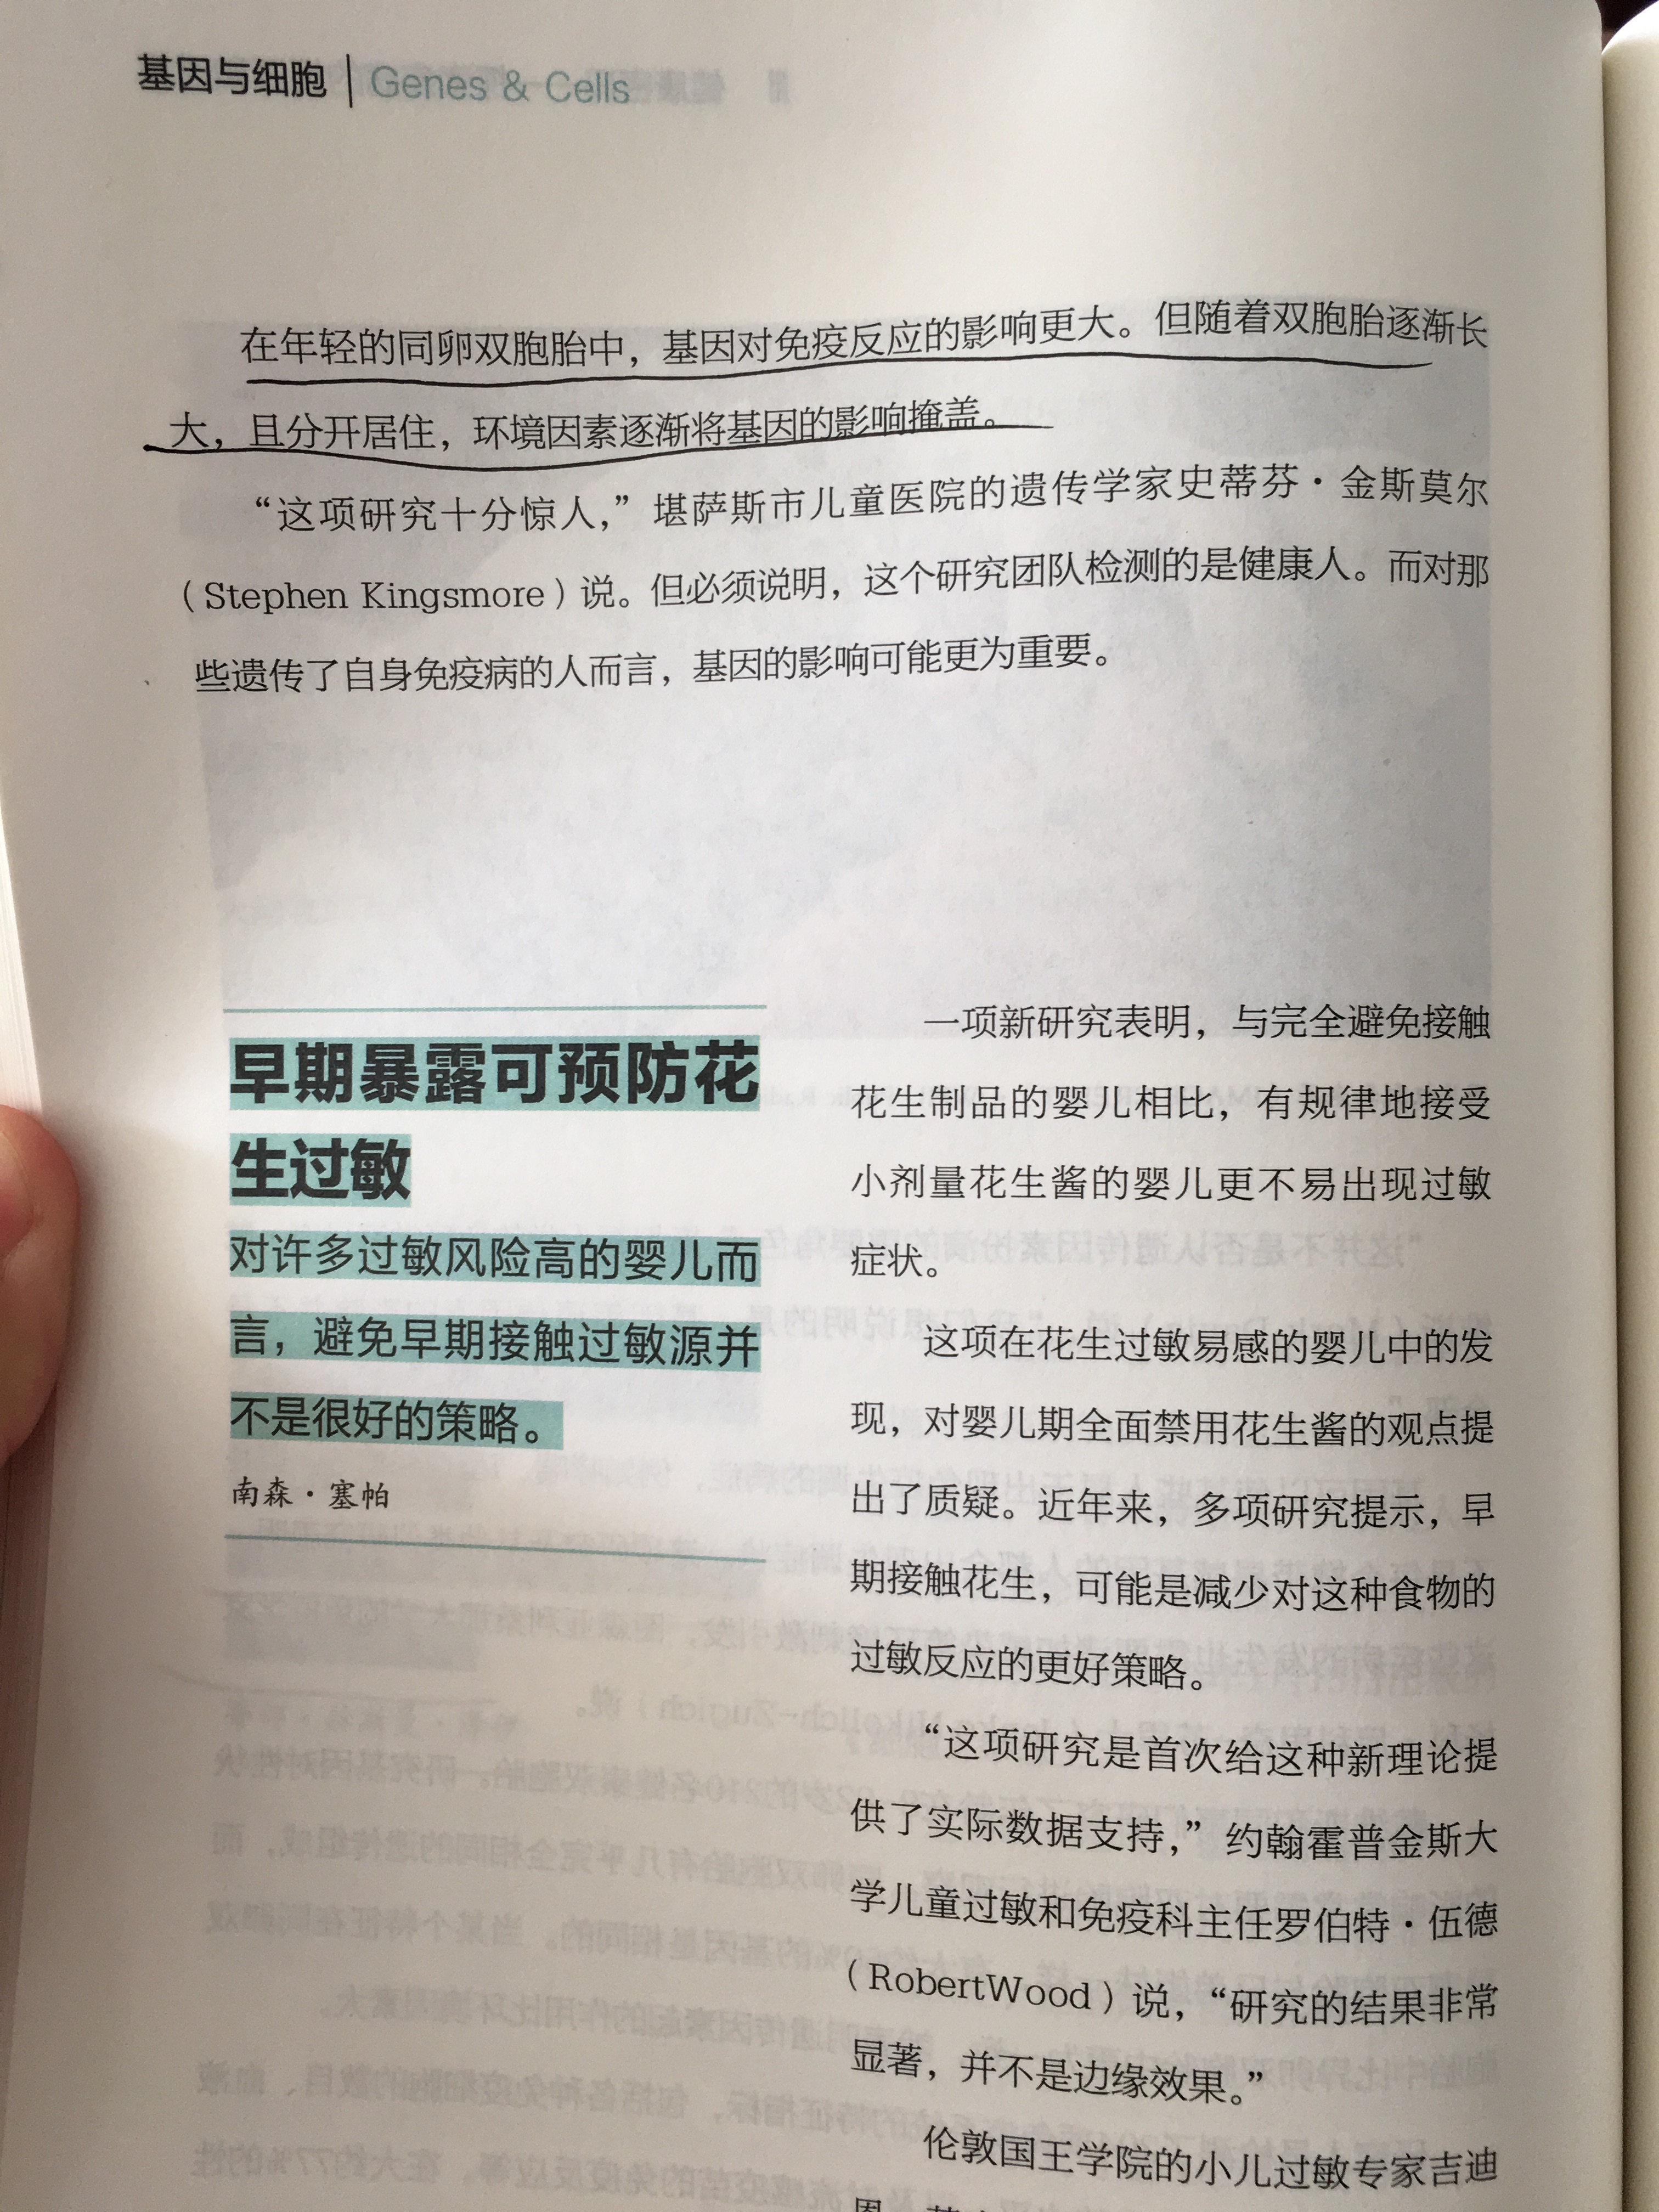 基因与细胞 | Genes & Cells
在年轻的同卵双胞胎中，基因对免疫反应的影响更大。但随着双胞胎逐渐长
大，且分开居住，环境因素逐渐将基因的影响掩盖。
“这项研究十分惊人，”堪萨斯市儿童医院的遗传学家史蒂芬·金斯莫尔
（Stephen Kingsmore）说。但必须说明，这个研究团队检测的是健康人。而对那
些遗传了自身免疫病的人而言，基因的影响可能更为重要。
早期暴露可预防花
生过敏
对许多过敏风险高的婴儿而
言，避免早期接触过敏源并
不是很好的策略。
南森·塞帕
一项新研究表明，与完全避免接触
花生制品的婴儿相比，有规律地接受
小剂量花生酱的婴儿更不易出现过敏
症状。
这项在花生过敏易感的婴儿中的发
现，对婴儿期全面禁用花生酱的观点提
出了质疑。近年来，多项研究提示，早
期接触花生，可能是减少对这种食物的
过敏反应的更好策略。
“这项研究是首次给这种新理论提
供了实际数据支持，”约翰霍普金斯大
学儿童过敏和免疫科主任罗伯特·伍德
（RobertWood）说，“研究的结果非常
显著，并不是边缘效果。”
伦敦国王学院的小儿过敏专家吉迪